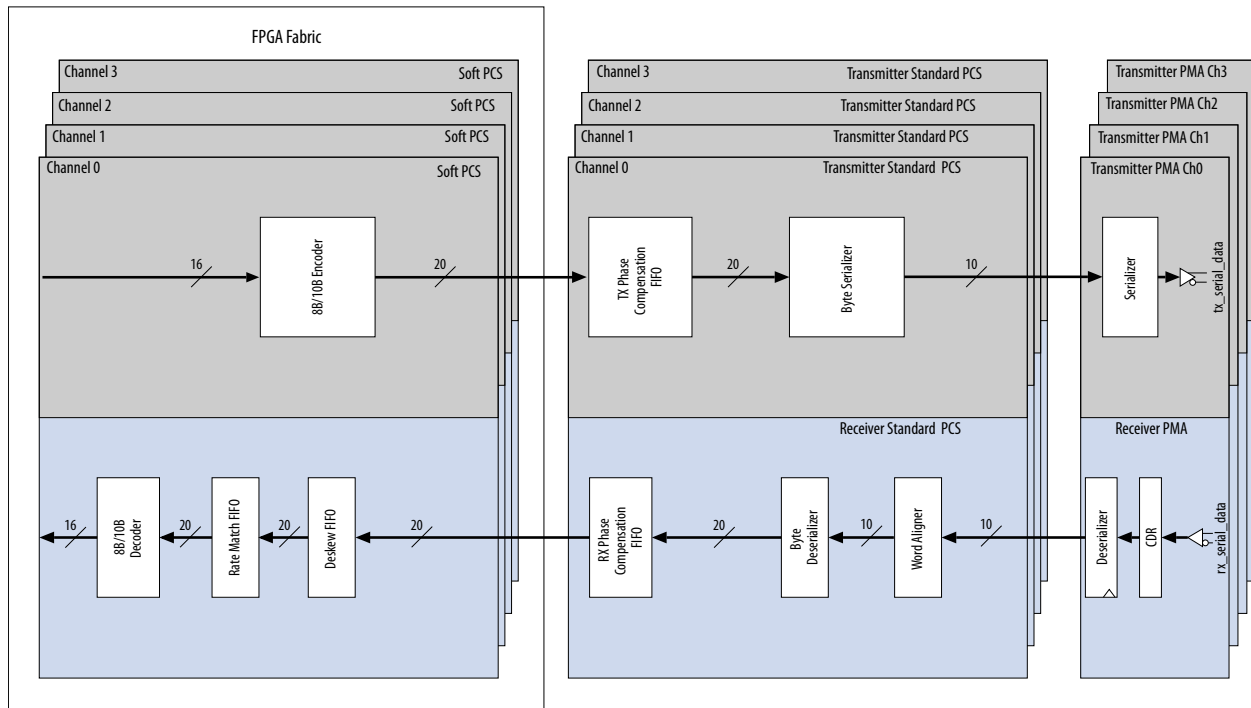 FPGA Fabric
Channel 3 Soft PCS
Channel 2 Soft PCS
Channel 1 Soft PCS
Channel 0 Soft PCS
Channel 3 Transmitter Standard PCS
Channel 2 Transmitter Standard PCS
Channel 1 Transmitter Standard PCS
Channel 0 Transmitter Standard PCS
Transmitter PMA Ch3
Transmitter PMA Ch2
Transmitter PMA Ch1
Transmitter PMA Ch0
16
8B/10B Encoder
20
TX Phase
Compensation
FIFO
20
Byte Serializer
10
Serializer
tx_serial_data
Receiver Standard PCS
Receiver PMA
16
8B/10B
Decoder
20
Rate Match FIFO
20
Deskew FIFO
20
RX Phase
Compensation
FIFO
20
Byte
Deserializer
10
Word Aligner
10
Deserializer
CDR
rx_serial_data